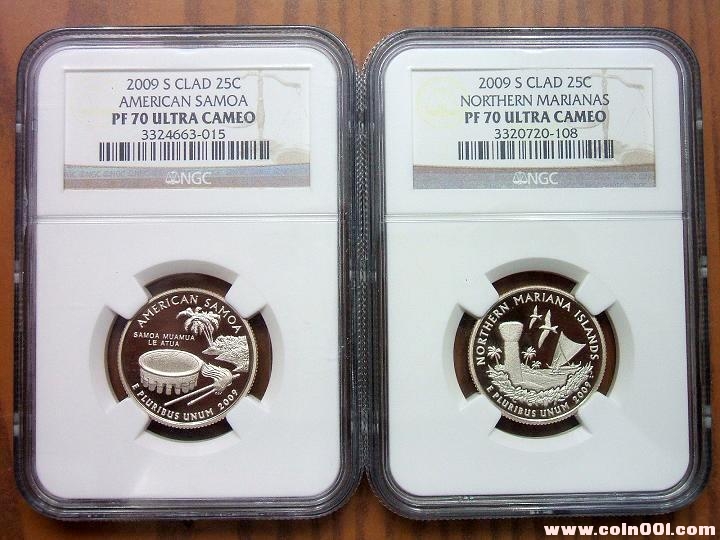 2009 S CLAD 25C
AMERICAN SAMOA
PF 70 ULTRA CAMEO
3324663-015
NGC
AMERICAN SAMOA
SAMOA MUAMUA
LE ATUA
E PLURIBUS UNUM 2009
2009 S CLAD 25C
NORTHERN MARIANAS
PF 70 ULTRA CAMEO
3320720-108
NGC
NORTHERN MARIANA ISLANDS
E PLURIBUS UNUM 2009
www.coin001.com